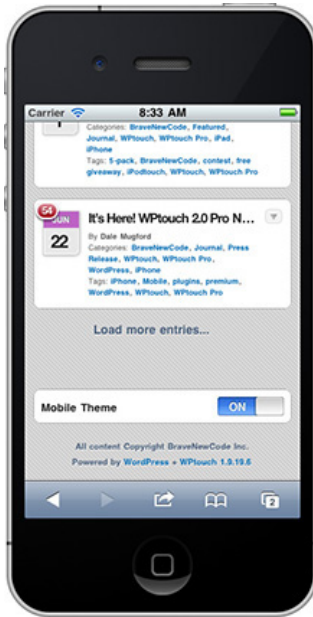 Carrier 8:33 AM
Categories: BraveNewCode, Featured,
Journal, WPtouch, WPtouch Pro, iPad,
iPhone
Tags: 5-pack, BraveNewCode, contest, free
giveaway, iPodtouch, WPtouch, WPtouch Pro
54
JUN
22
It's Here! WPtouch 2.0 Pro N...
By Dale Mugford
Categories: BraveNewCode, Journal, Press
Release, WPtouch, WPtouch Pro,
WordPress, iPhone
Tags: iPhone, Mobile, plugins, premium,
WordPress, WPtouch, WPtouch Pro
Load more entries...
Mobile Theme ON
All content Copyright BraveNewCode Inc.
Powered by WordPress + WPtouch 1.9.19.6
2